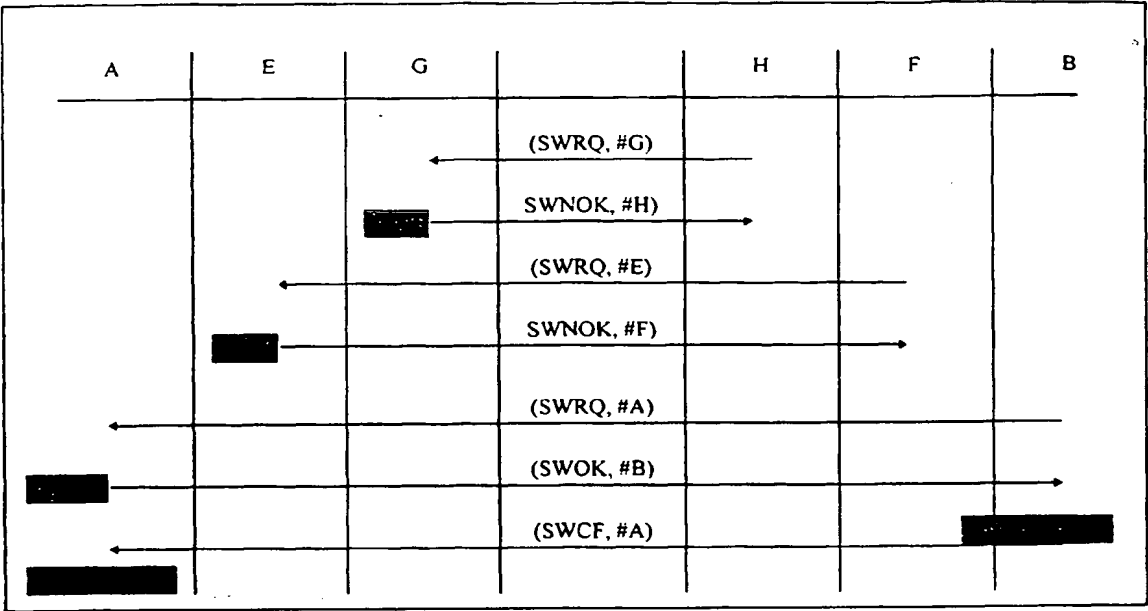 A E G H F B
(SWRQ, #G)
SWNOK, #H)
(SWRQ, #E)
SWNOK, #F)
(SWRQ, #A)
(SWOK, #B)
(SWCF, #A)